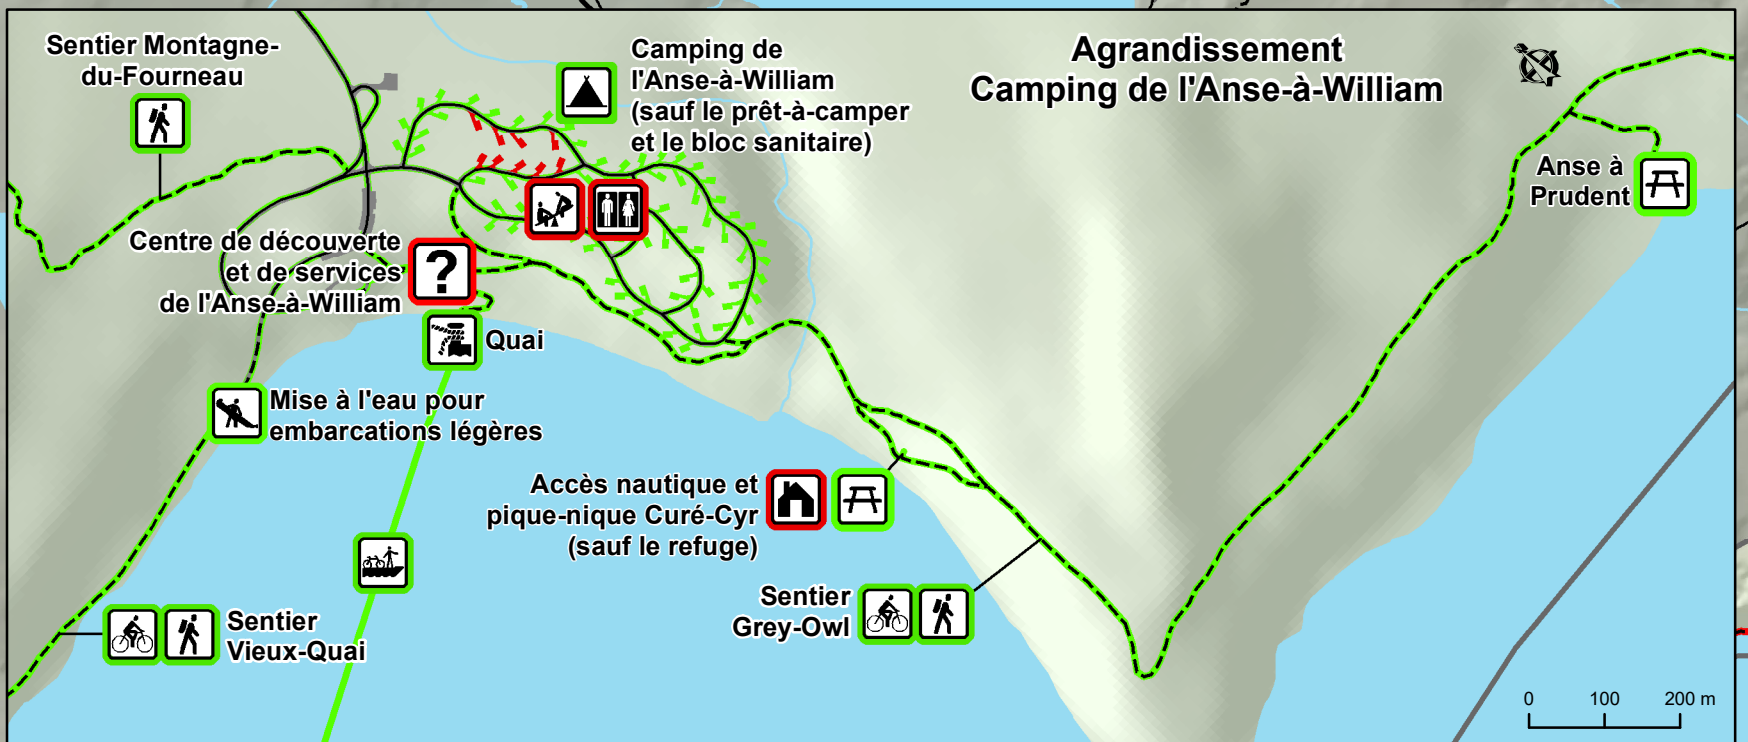 Agrandissement
Camping de l'Anse-à-William
Sentier Montagne-
du-Fourneau
Camping de
l'Anse-à-William
(sauf le prêt-à-camper
et le bloc sanitaire)
Anse à
Prudent
Centre de découverte
et de services
de l'Anse-à-William
?
Quai
Mise à l'eau pour
embarcations légères
Accès nautique et
pique-nique Curé-Cyr
(sauf le refuge)
Sentier
Grey-Owl
Sentier
Vieux-Quai
0 100 200 m